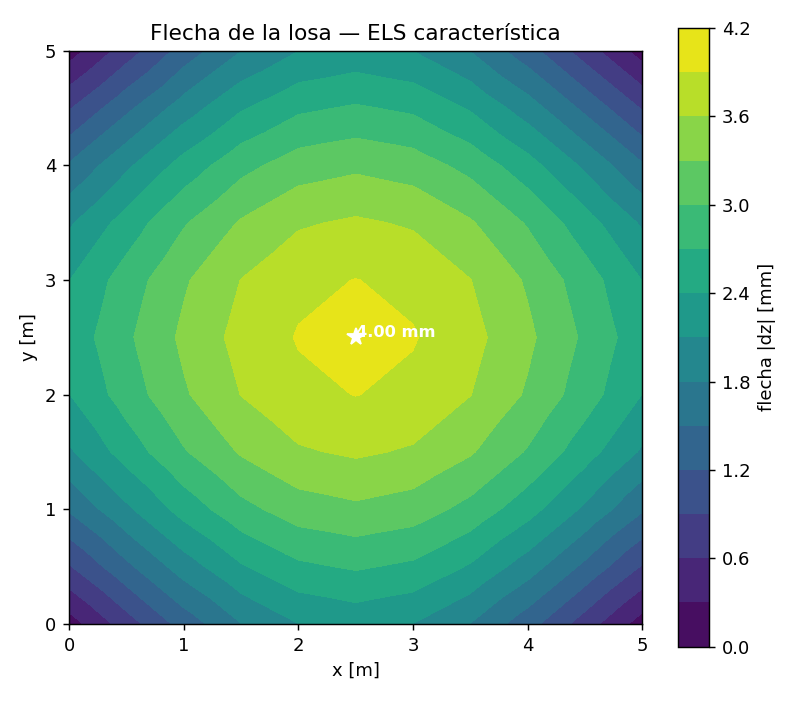 Flecha de la losa — ELS característica
5
4
3
2
1
0
y [m]
4.00 mm
0 1 2 3 4 5
x [m]
4.2
3.6
3.0
2.4
1.8
1.2
0.6
0.0
flecha |dz| [mm]